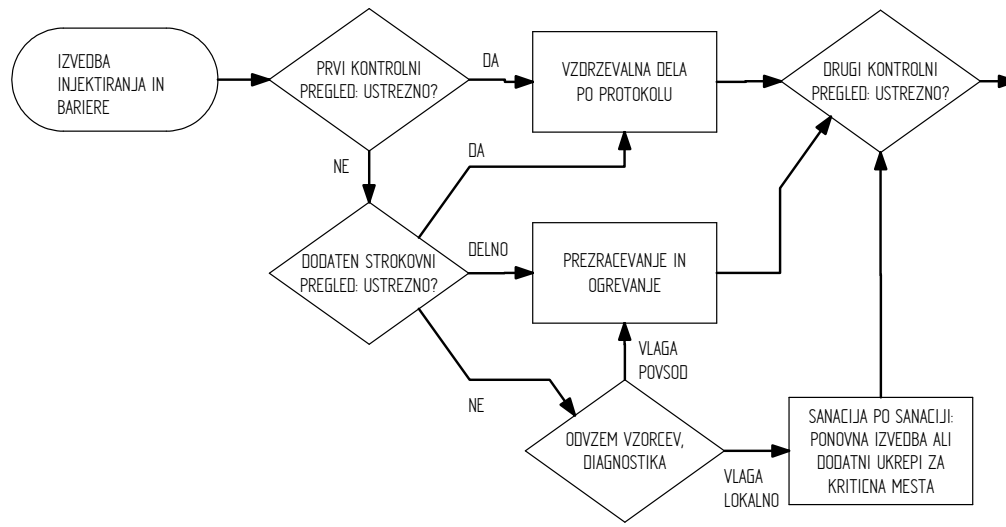 IZVEDBA
INJEKTIRANJA IN
BARIERE
PRVI KONTROLNI
PREGLED: USTREZNO?
DA
VZDRZEVALNA DELA
PO PROTOKOLU
DRUGI KONTROLNI
PREGLED: USTREZNO?
NE
DA
DODATEN STROKOVNI
PREGLED: USTREZNO?
DELNO
PREZRACEVANJE IN
OGREVANJE
NE
VLAGA
POVSOD
ODVZEM VZORCEV,
DIAGNOSTIKA
VLAGA
LOKALNO
SANACIJA PO SANACIJI:
PONOVNA IZVEDBA ALI
DODATNI UKREPI ZA
KRITICNA MESTA